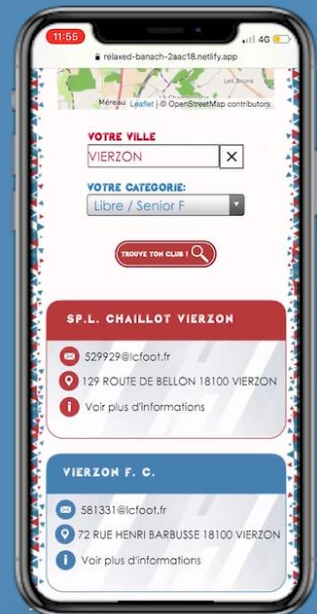 11:55
4G
relaxed-banach-2aac18.netlify.app
Les Bruns
Méreau Leaflet | © OpenStreetMap contributors
VOTRE VILLE
VIERZON
VOTRE CATEGORIE:
Libre / Senior F
TROUVE TON CLUB !
SP.L. CHAILLOT VIERZON
529929@lcfoot.fr
129 ROUTE DE BELLON 18100 VIERZON
Voir plus d'informations
VIERZON F. C.
581331@lcfoot.fr
72 RUE HENRI BARBUSSE 18100 VIERZON
Voir plus d'informations